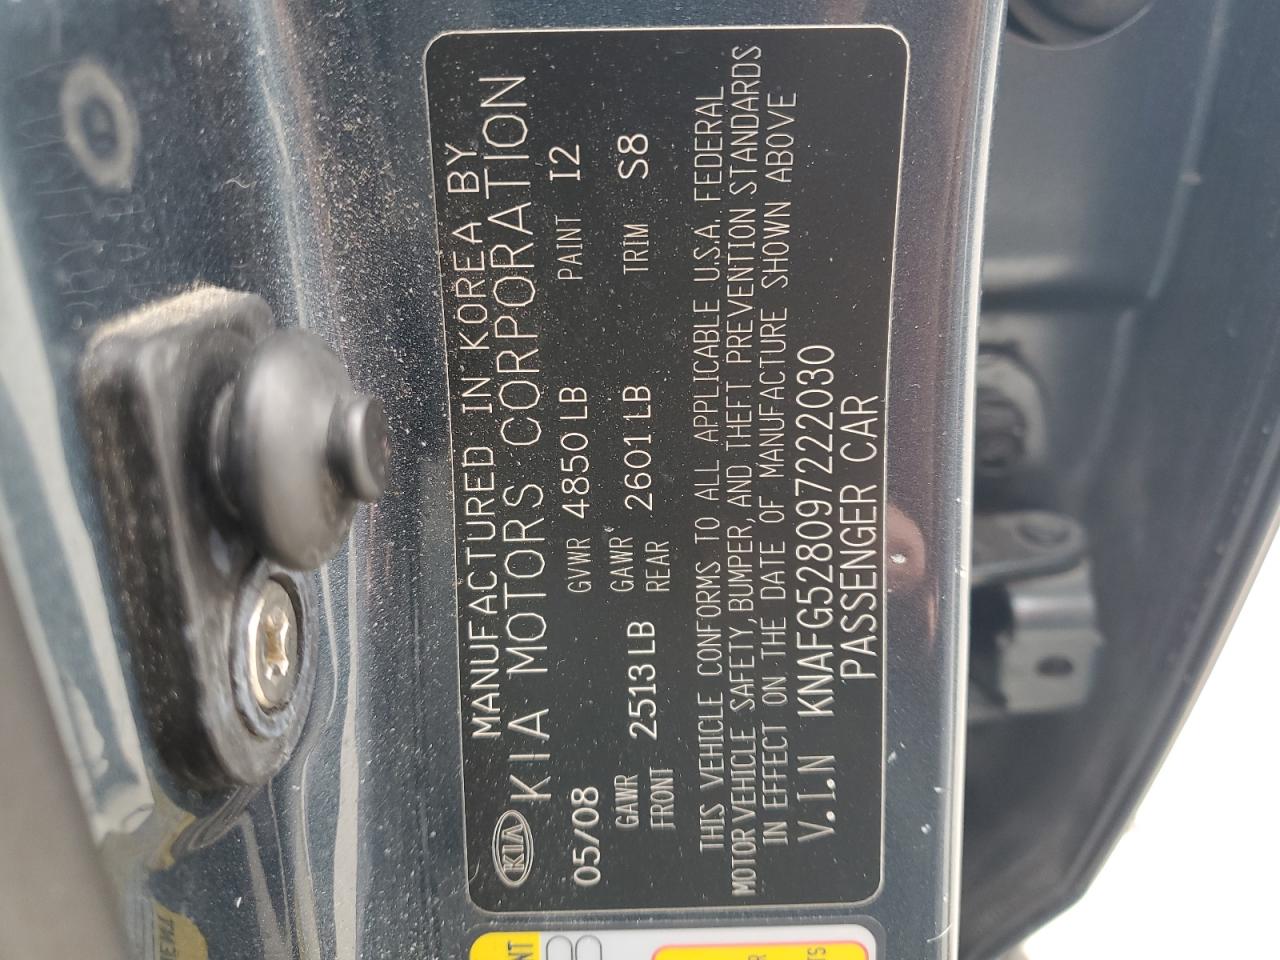 MANUFACTURED IN KOREA BY
KIA KIA MOTORS CORPORATION
05/08 GVWR 4850 LB PAINT I2
GAWR FRONT 2513 LB GAWR REAR 2601 LB TRIM S8
THIS VEHICLE CONFORMS TO ALL APPLICABLE U.S.A. FEDERAL
MOTOR VEHICLE SAFETY, BUMPER, AND THEFT PREVENTION STANDARDS
IN EFFECT ON THE DATE OF MANUFACTURE SHOWN ABOVE
V.I.N KNAFG528097222030
PASSENGER CAR